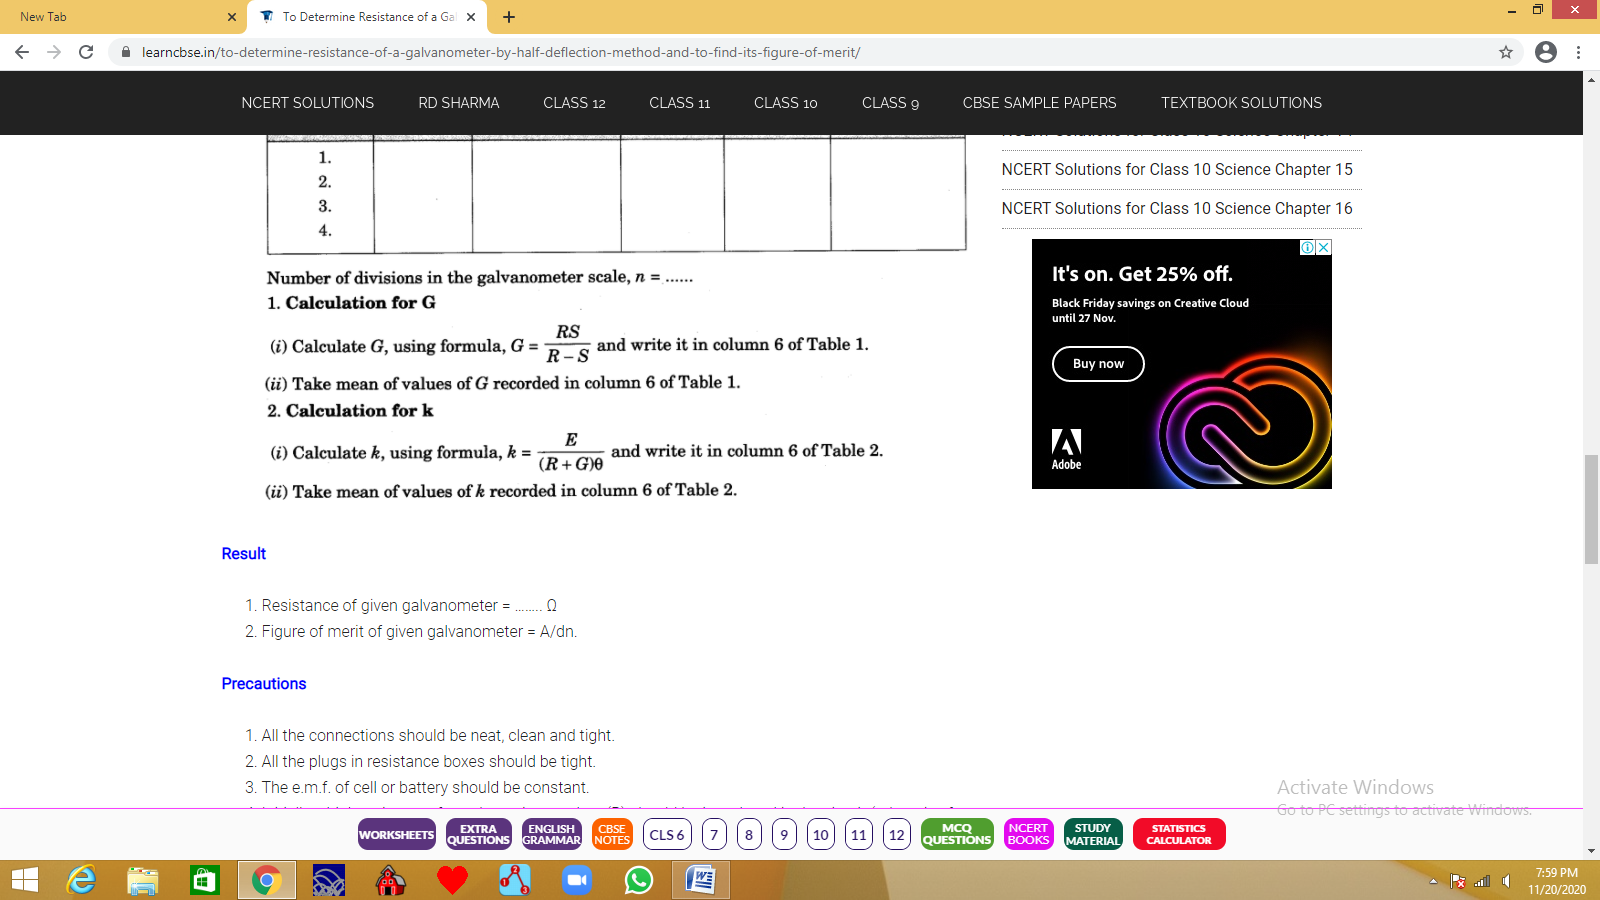 New Tab
To Determine Resistance of a Gal
learncbse.in/to-determine-resistance-of-a-galvanometer-by-half-deflection-method-and-to-find-its-figure-of-merit/
NCERT SOLUTIONS RD SHARMA CLASS 12 CLASS 11 CLASS 10 CLASS 9 CBSE SAMPLE PAPERS TEXTBOOK SOLUTIONS
1.
2.
3.
4.
Number of divisions in the galvanometer scale, n = ......
1. Calculation for G
(i) Calculate G, using formula, G = RS / R – S and write it in column 6 of Table 1.
(ii) Take mean of values of G recorded in column 6 of Table 1.
2. Calculation for k
(i) Calculate k, using formula, k = E / (R + G)θ and write it in column 6 of Table 2.
(ii) Take mean of values of k recorded in column 6 of Table 2.
Result
1. Resistance of given galvanometer = …….. Ω
2. Figure of merit of given galvanometer = A/dn.
Precautions
1. All the connections should be neat, clean and tight.
2. All the plugs in resistance boxes should be tight.
3. The e.m.f. of cell or battery should be constant.
NCERT Solutions for Class 10 Science Chapter 15
NCERT Solutions for Class 10 Science Chapter 16
It's on. Get 25% off.
Black Friday savings on Creative Cloud
until 27 Nov.
Buy now
Adobe
Activate Windows
Go to PC settings to activate Windows.
WORKSHEETS EXTRA QUESTIONS ENGLISH GRAMMAR CBSE NOTES CLS 6 7 8 9 10 11 12 MCQ QUESTIONS NCERT BOOKS STUDY MATERIAL STATISTICS CALCULATOR
7:59 PM
11/20/2020